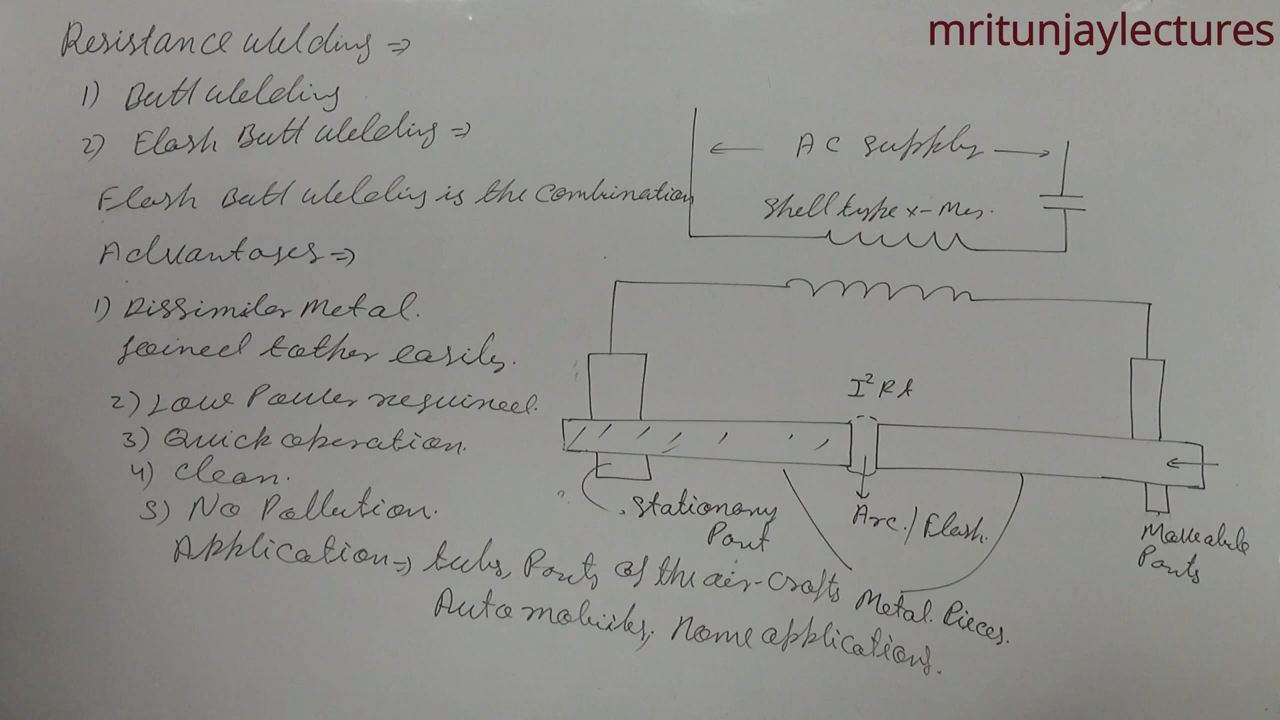 mritunjaylectures
Resistance welding ⇒
1) Butt welding
2) Flash Butt welding ⇒
Flash Butt welding is the combination
Advantages ⇒
1) Dissimiler Metal.
joined tother easily.
2) Low Power required.
3) Quick operation.
4) Clean.
5) No Pollution.
Application ⇒ tubs, Parts of the air-crafts
Automobiles, Home applications.
← AC supply →
Shell type x-Mer.
I²Rt
Stationary
Part
Arc./Flash.
Moveable
Parts
Metal Pieces.